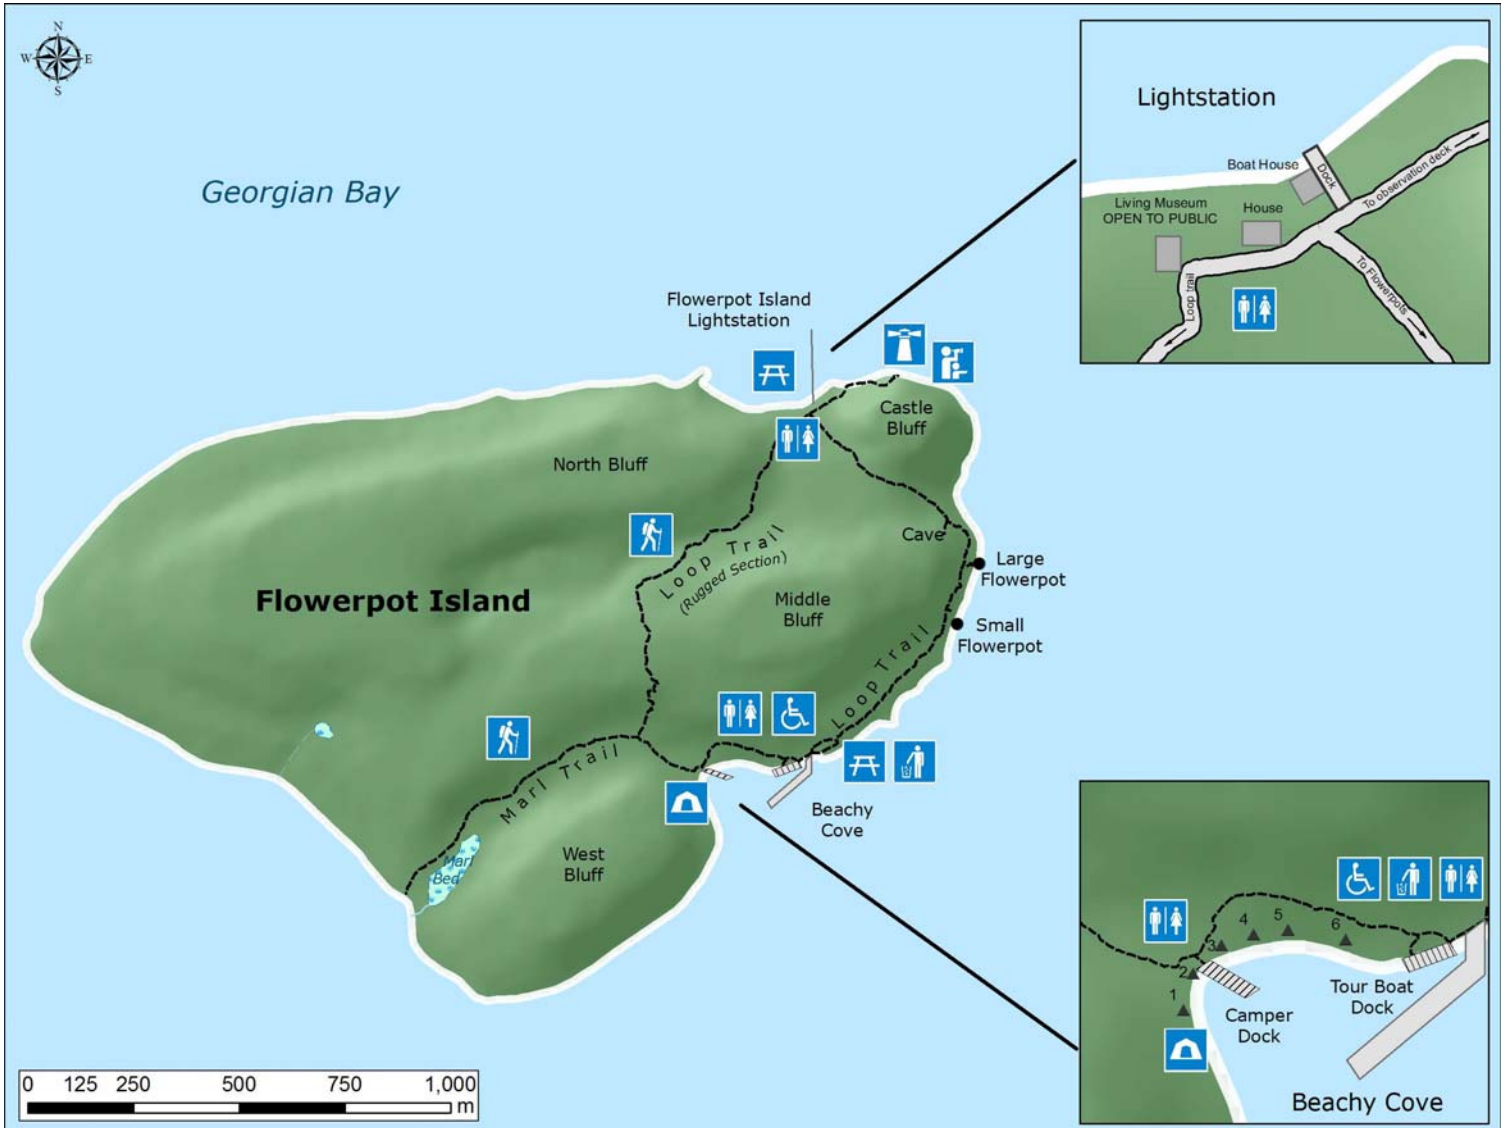 N
W E
S
Georgian Bay
Lightstation
Boat House
Dock
To observation deck
Living Museum
OPEN TO PUBLIC
House
Loop trail
To Flowerpots
Flowerpot Island
Lightstation
Castle
Bluff
North Bluff
Cave
Large
Flowerpot
Loop Trail
(Rugged Section)
Flowerpot Island
Middle
Bluff
Small
Flowerpot
Loop Trail
Marl Trail
Beachy
Cove
West
Bluff
Marl
Bed
4 5 6
3
2
1
Tour Boat
Dock
Camper
Dock
Beachy Cove
0 125 250 500 750 1,000
m